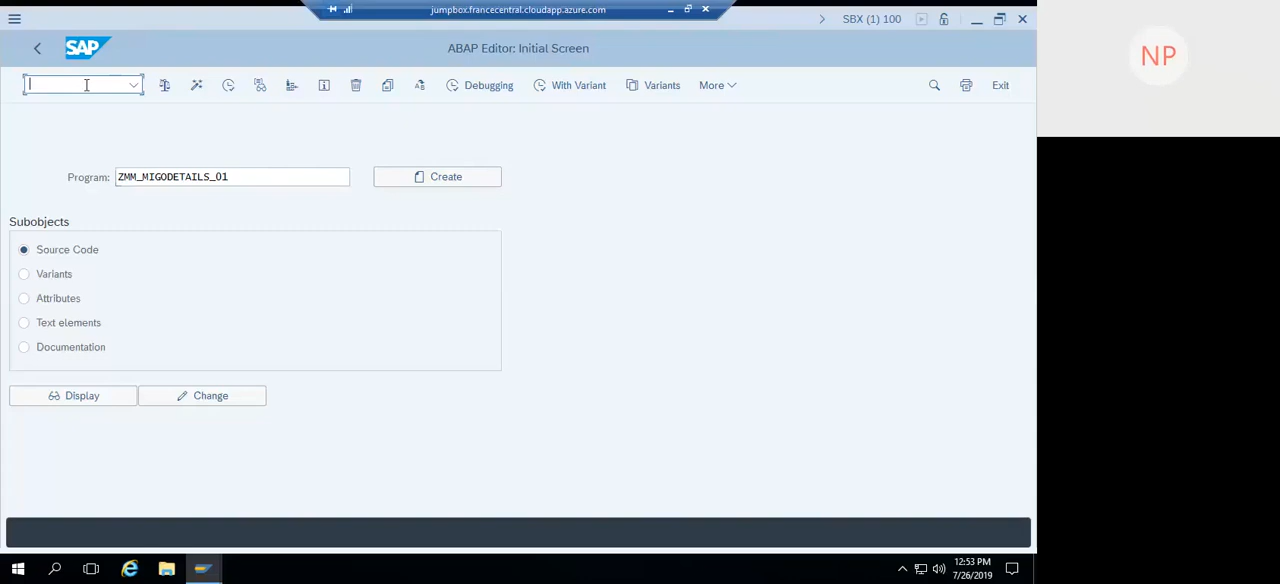 jumpbox.francecentral.cloudapp.azure.com
SBX (1) 100
SAP
ABAP Editor: Initial Screen
Debugging
With Variant
Variants
More
Exit
Program: ZMM_MIGODETAILS_01
Create
Subobjects
Source Code
Variants
Attributes
Text elements
Documentation
Display
Change
NP
12:53 PM
7/26/2019